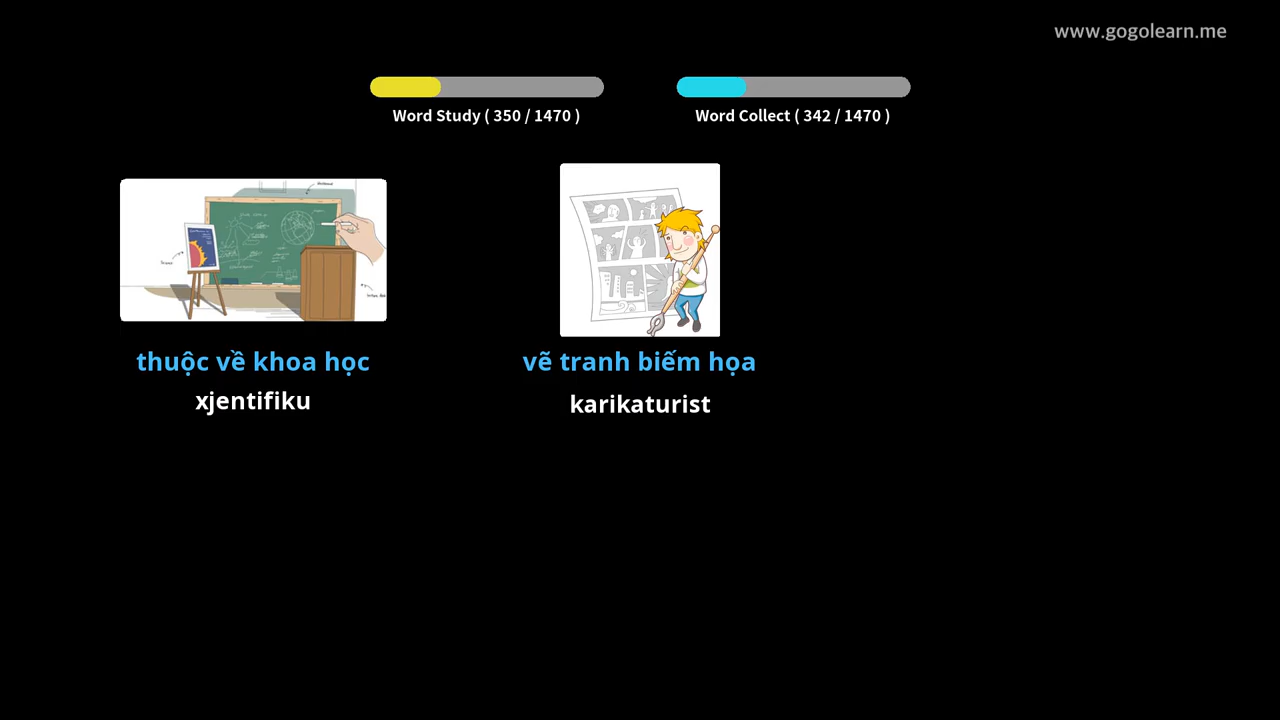 www.gogolearn.me
Word Study ( 350 / 1470 )
Word Collect ( 342 / 1470 )
thuộc về khoa học
xjentifiku
vẽ tranh biếm họa
karikaturist